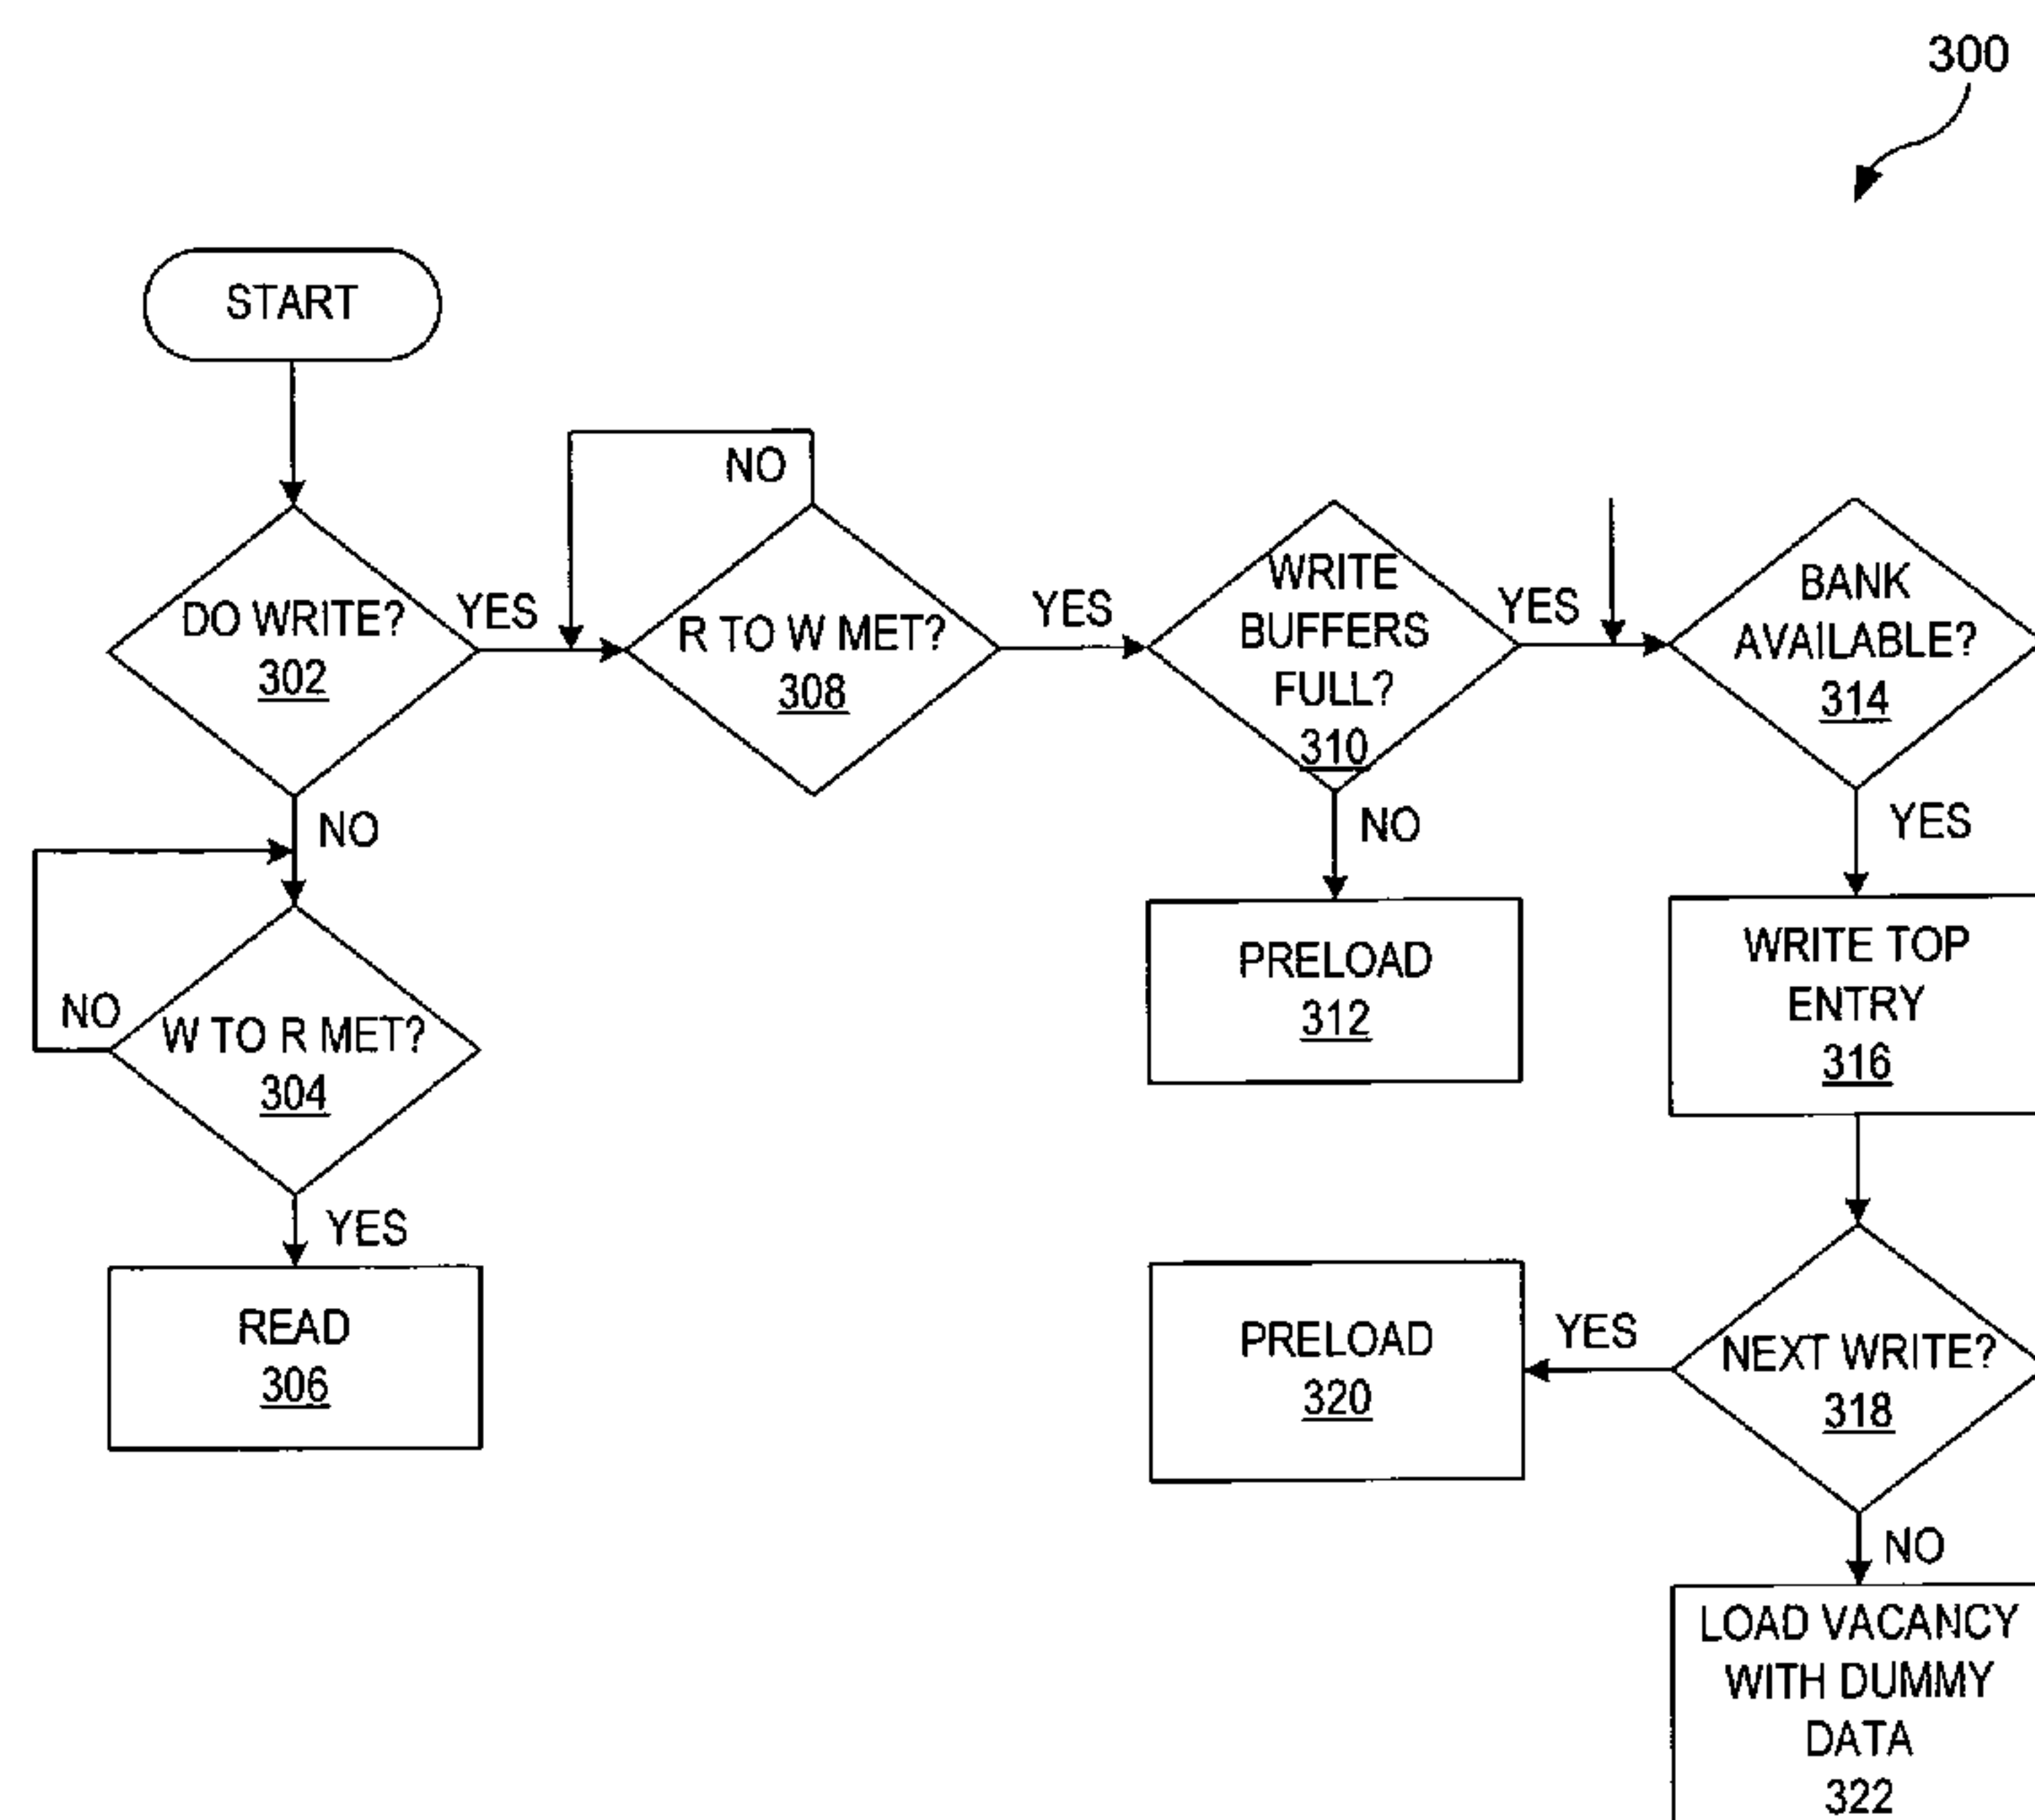 300
START
DO WRITE?
302
YES
NO
R TO W MET?
308
YES
WRITE
BUFFERS
FULL?
310
YES
BANK
AVAILABLE?
314
NO
NO
YES
NO
W TO R MET?
304
PRELOAD
312
WRITE TOP
ENTRY
316
YES
READ
306
PRELOAD
320
YES
NEXT WRITE?
318
NO
LOAD VACANCY
WITH DUMMY
DATA
322